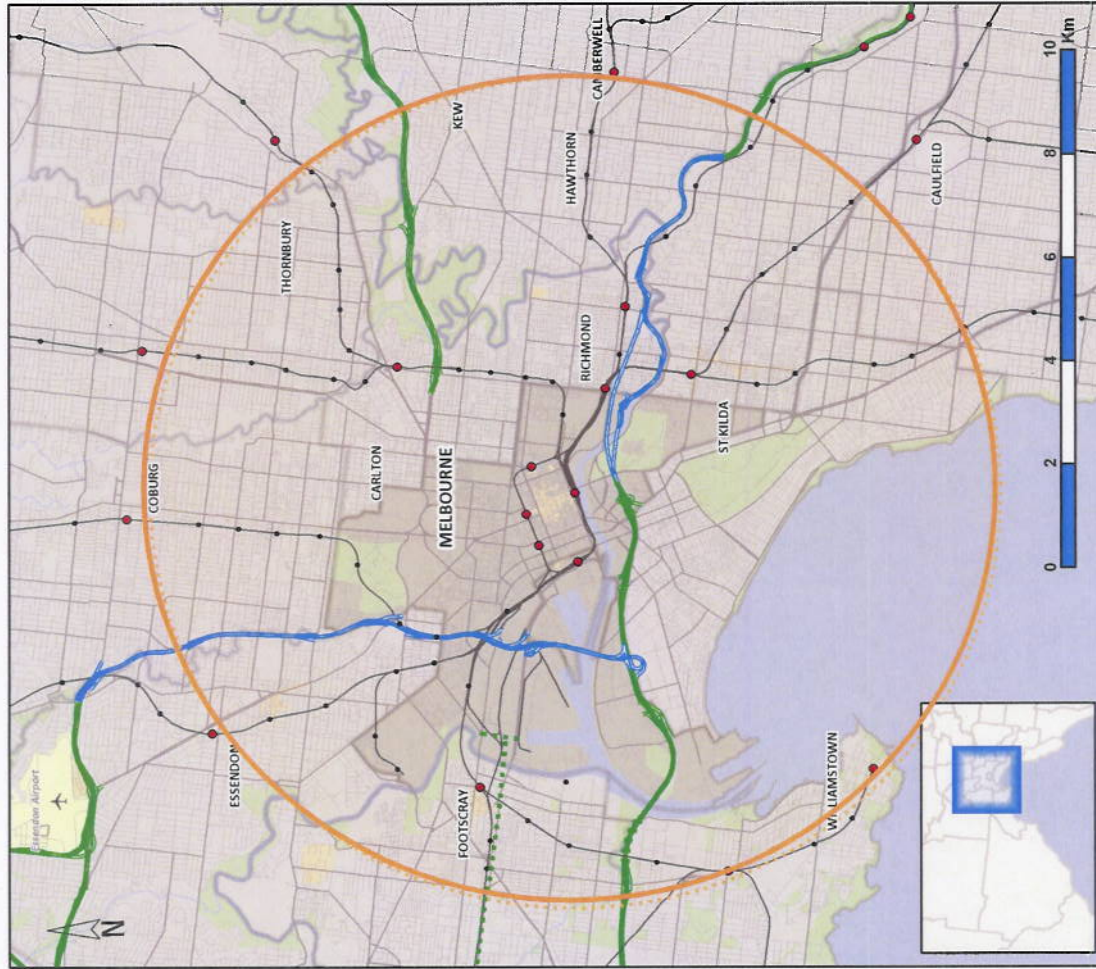 Essendon Airport
N
COBURG
THORNBURY
ESSENDON
CARLTON
KEW
MELBOURNE
FOOTSCRAY
RICHMOND
HAWTHORN
CAMBERWELL
ST KILDA
WILLIAMSTOWN
CAULFIELD
0 2 4 6 8 10
Km